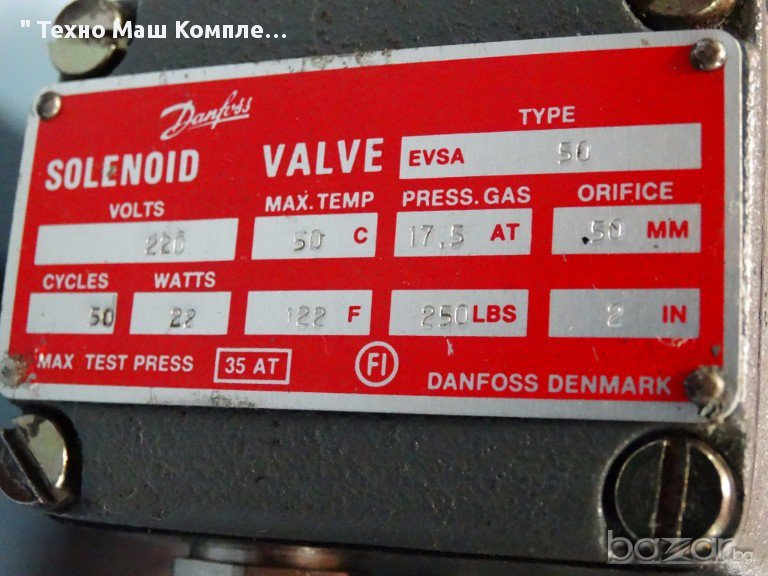 " Техно Маш Компле...
Danfoss
SOLENOID VALVE
TYPE
EVSA 50
VOLTS
220
MAX. TEMP
50 C
PRESS. GAS
17,5 AT
ORIFICE
50 MM
CYCLES
50
WATTS
22
122 F
250 LBS
2 IN
MAX TEST PRESS 35 AT
FI
DANFOSS DENMARK
bazar.bg